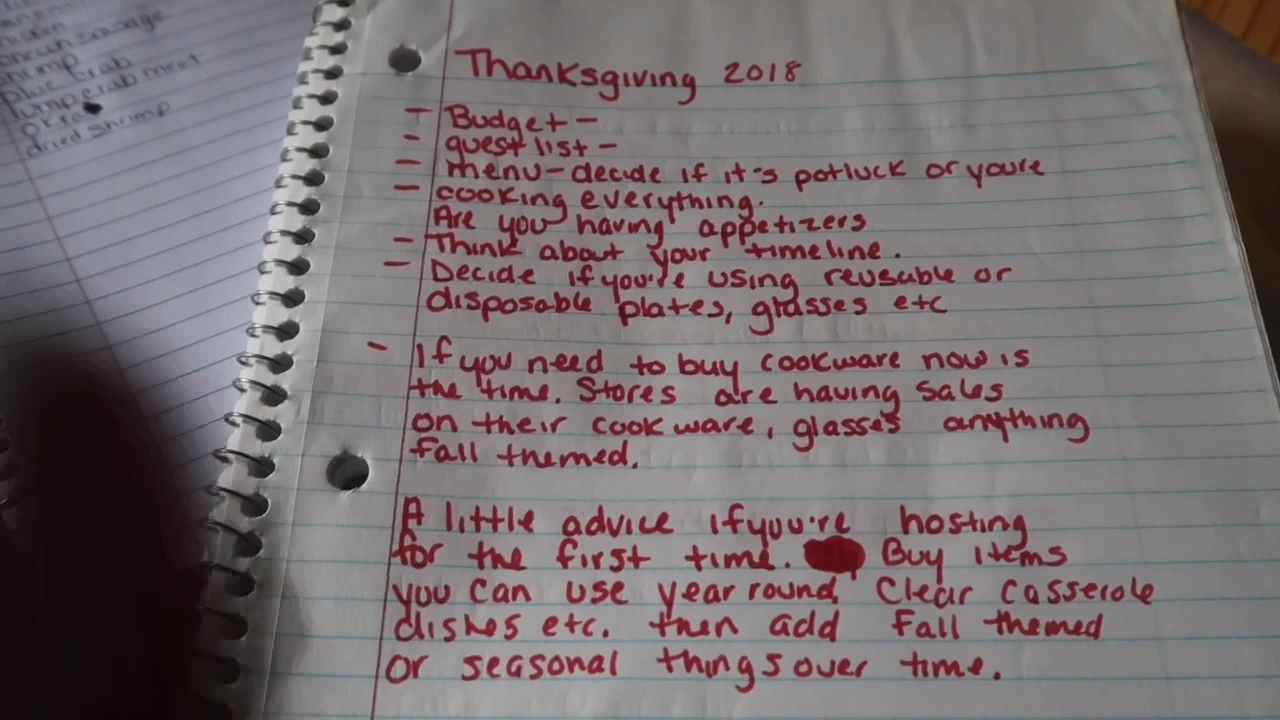 sausage
shrimp
blue crab
lump crab meat
okra
dried shrimp
Thanksgiving 2018
- Budget -
- guest list -
- menu - decide if it's potluck or youre
- cooking everything.
Are you having appetizers
- Think about your timeline.
- Decide if you're using reusable or
disposable plates, glasses etc
- If you need to buy cookware now is
the time. Stores are having sales
on their cookware, glasses anything
fall themed.
A little advice if you're hosting
for the first time. Buy items
you can use year round, Clear casserole
dishes etc. then add fall themed
or seasonal things over time.